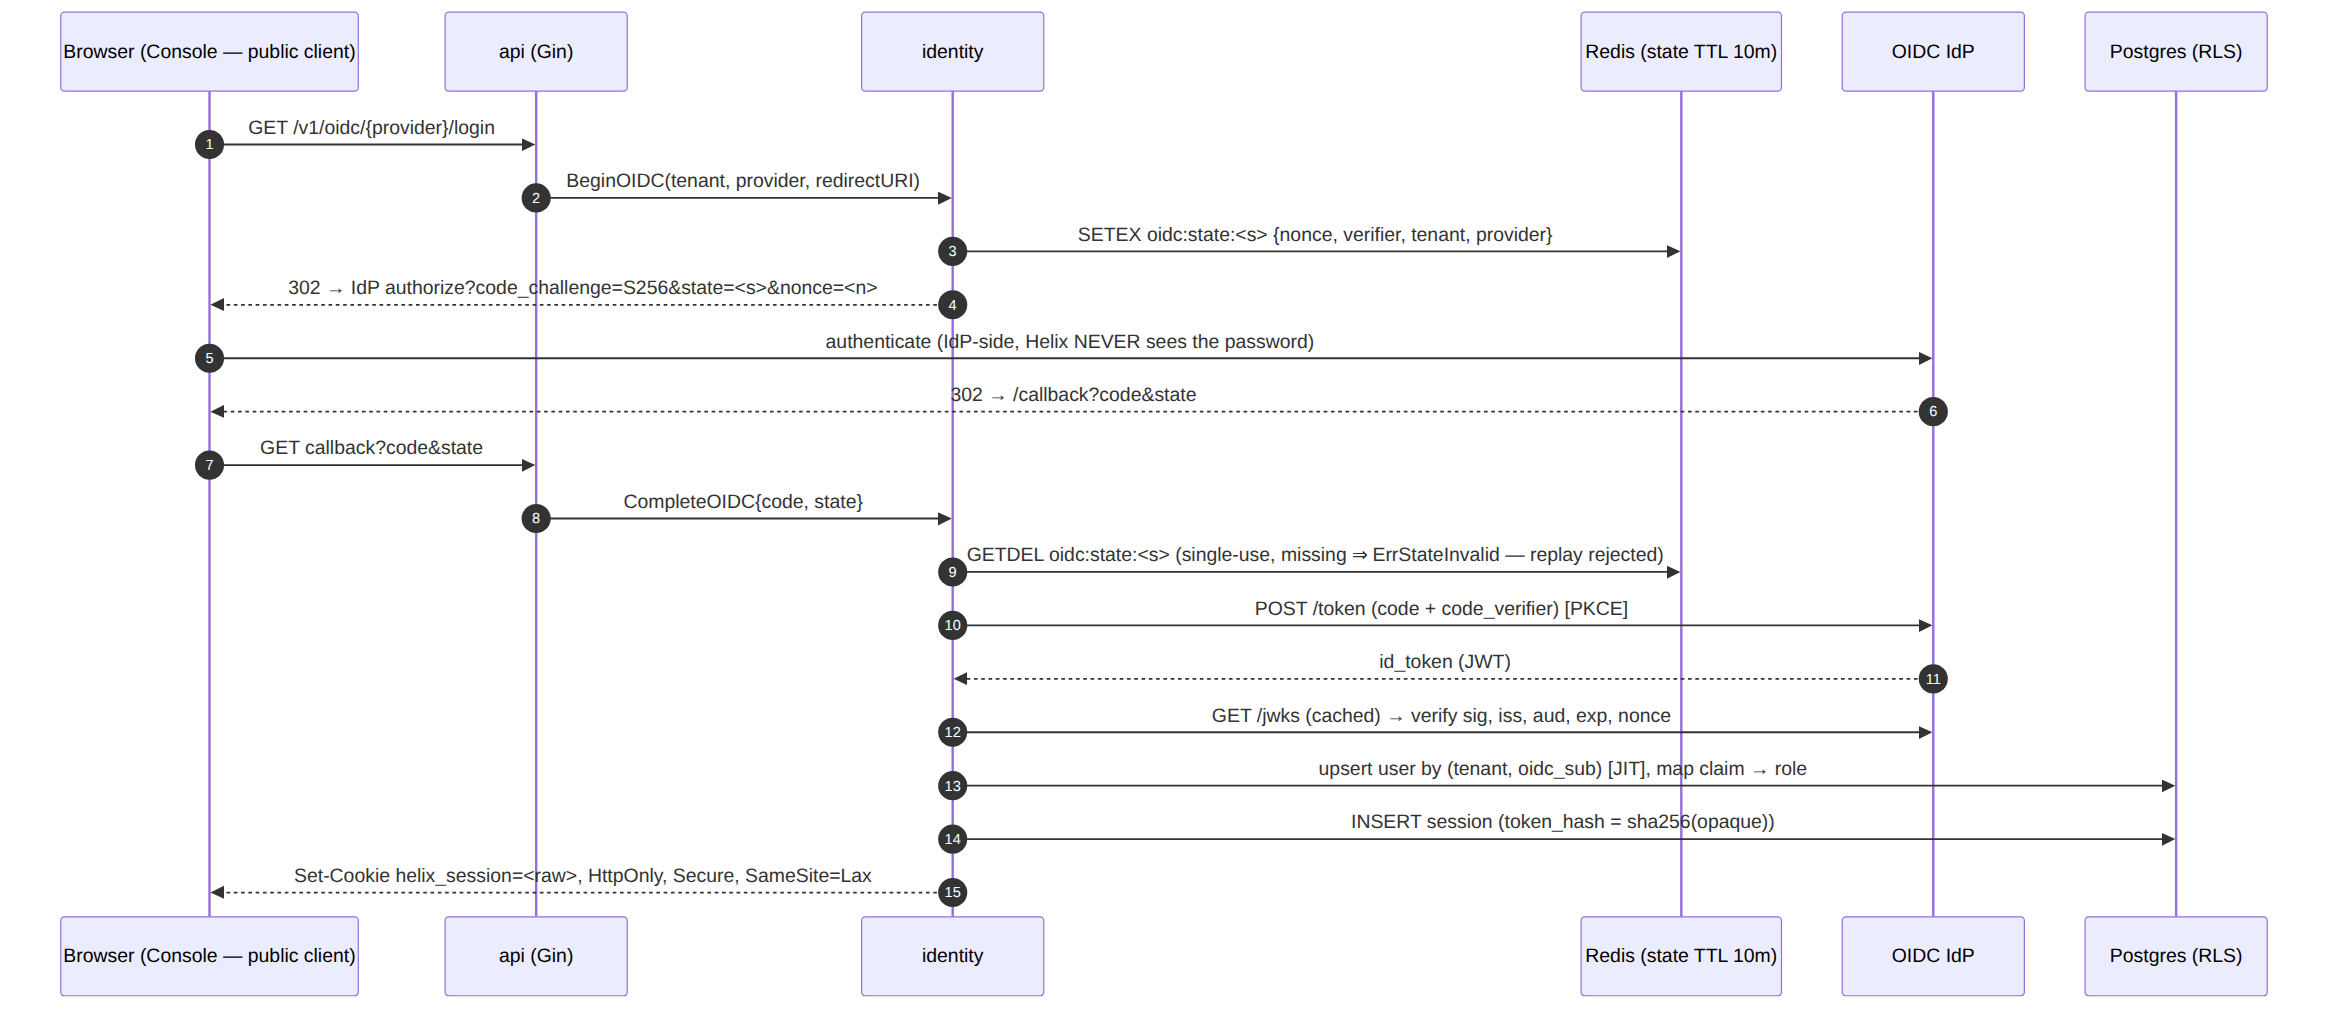 Browser (Console — public client)
api (Gin)
identity
Redis (state TTL 10m)
OIDC IdP
Postgres (RLS)
GET /v1/oidc/{provider}/login
1
BeginOIDC(tenant, provider, redirectURI)
2
SETEX oidc:state:<s> {nonce, verifier, tenant, provider}
3
302 → IdP authorize?code_challenge=S256&state=<s>&nonce=<n>
4
authenticate (IdP-side, Helix NEVER sees the password)
5
302 → /callback?code&state
6
GET callback?code&state
7
CompleteOIDC{code, state}
8
GETDEL oidc:state:<s> (single-use, missing ⇒ ErrStateInvalid — replay rejected)
9
POST /token (code + code_verifier) [PKCE]
10
id_token (JWT)
11
GET /jwks (cached) → verify sig, iss, aud, exp, nonce
12
upsert user by (tenant, oidc_sub) [JIT], map claim → role
13
INSERT session (token_hash = sha256(opaque))
14
Set-Cookie helix_session=<raw>, HttpOnly, Secure, SameSite=Lax
15
Browser (Console — public client)
api (Gin)
identity
Redis (state TTL 10m)
OIDC IdP
Postgres (RLS)